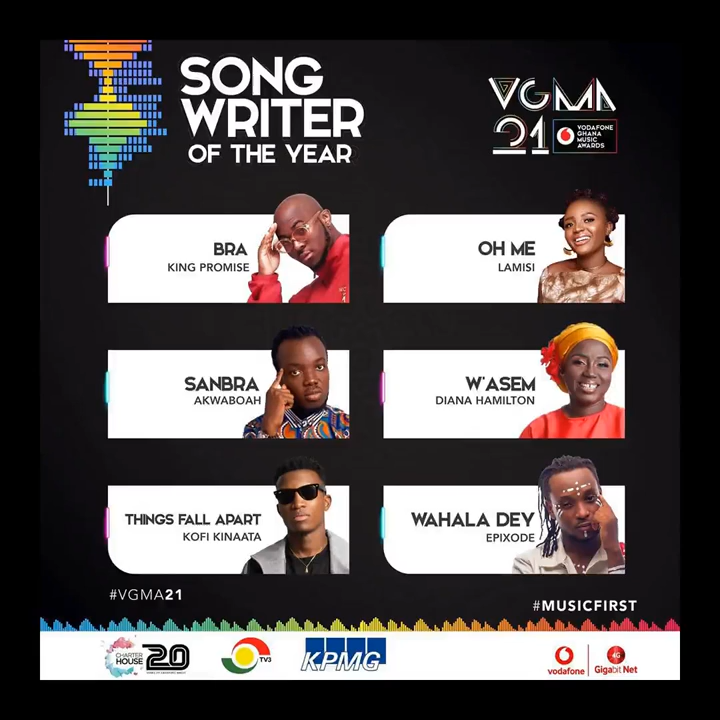 SONG
WRITER
OF THE YEAR
VGMA
21
VODAFONE
GHANA
MUSIC
AWARDS
BRA
KING PROMISE
OH ME
LAMISI
SANBRA
AKWABOAH
W'ASEM
DIANA HAMILTON
THINGS FALL APART
KOFI KINAATA
WAHALA DEY
EPIXODE
#VGMA21
#MUSICFIRST
CHARTER
HOUSE
20
TV3
KPMG
vodafone
4G
Gigabit Net